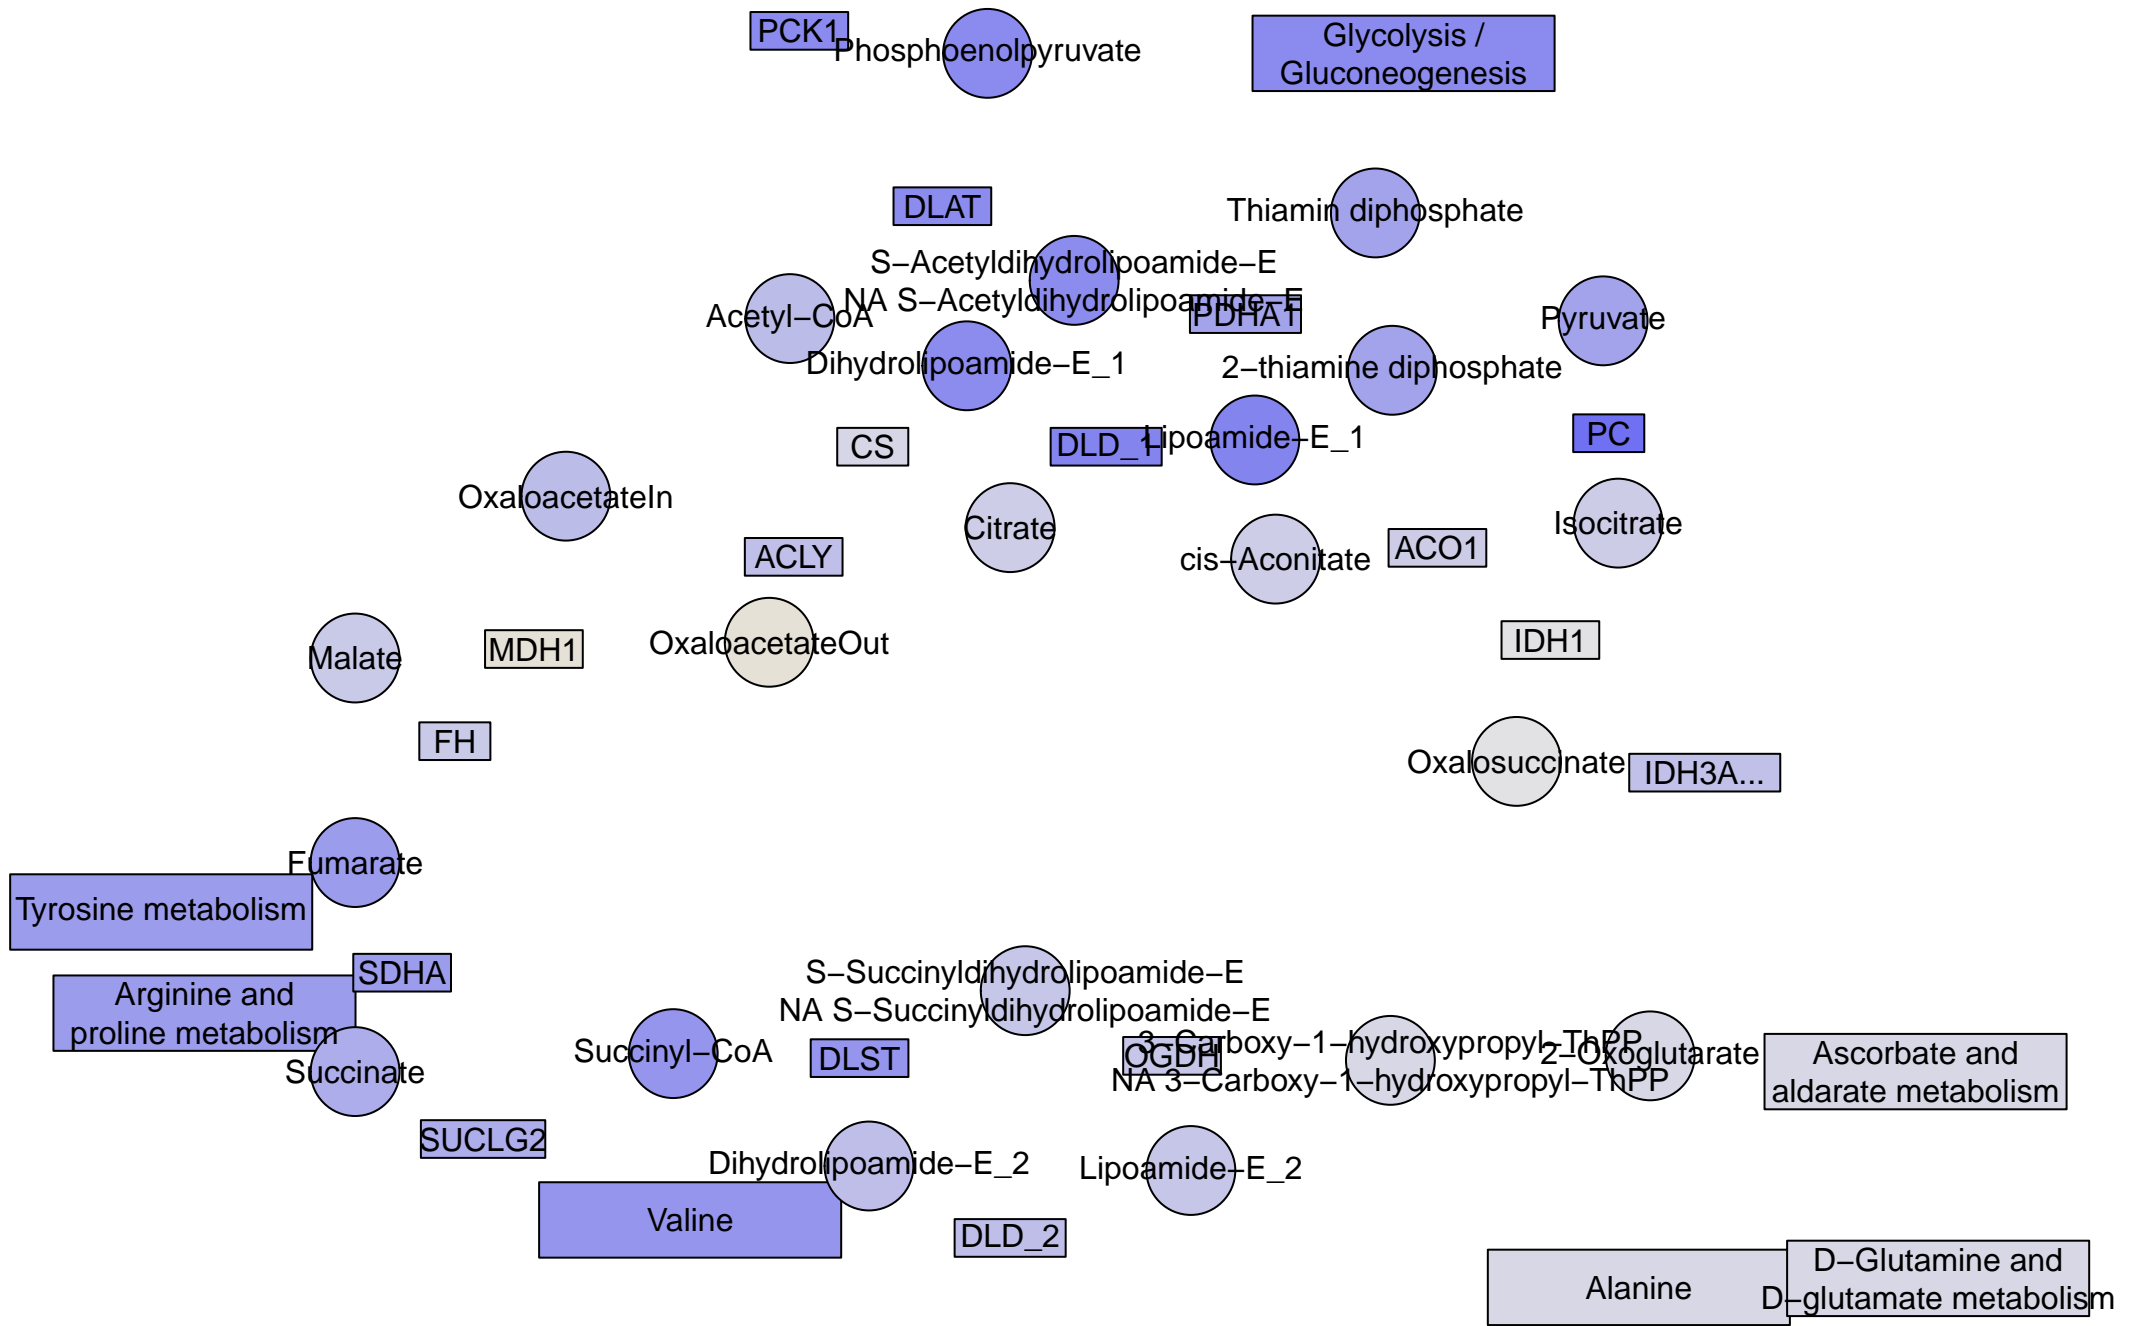 PCK1
Phosphoenolpyruvate
Glycolysis /
Gluconeogenesis
DLAT
Thiamin diphosphate
S−Acetyldihydrolipoamide−E
NA S−Acetyldihydrolipoamide−E
Acetyl−CoA
PDHA1
Pyruvate
Dihydrolipoamide−E_1
2−thiamine diphosphate
CS
DLD_1
Lipoamide−E_1
PC
OxaloacetateIn
Citrate
Isocitrate
ACLY
cis−Aconitate
ACO1
Malate
MDH1
OxaloacetateOut
IDH1
FH
Oxalosuccinate
IDH3A...
Fumarate
Tyrosine metabolism
SDHA
Arginine and
proline metabolism
S−Succinyldihydrolipoamide−E
NA S−Succinyldihydrolipoamide−E
Succinate
Succinyl−CoA
DLST
OGDH
3−Carboxy−1−hydroxypropyl−ThPP
NA 3−Carboxy−1−hydroxypropyl−ThPP
2−Oxoglutarate
Ascorbate and
aldarate metabolism
SUCLG2
Dihydrolipoamide−E_2
Lipoamide−E_2
Valine
DLD_2
Alanine
D−Glutamine and
D−glutamate metabolism